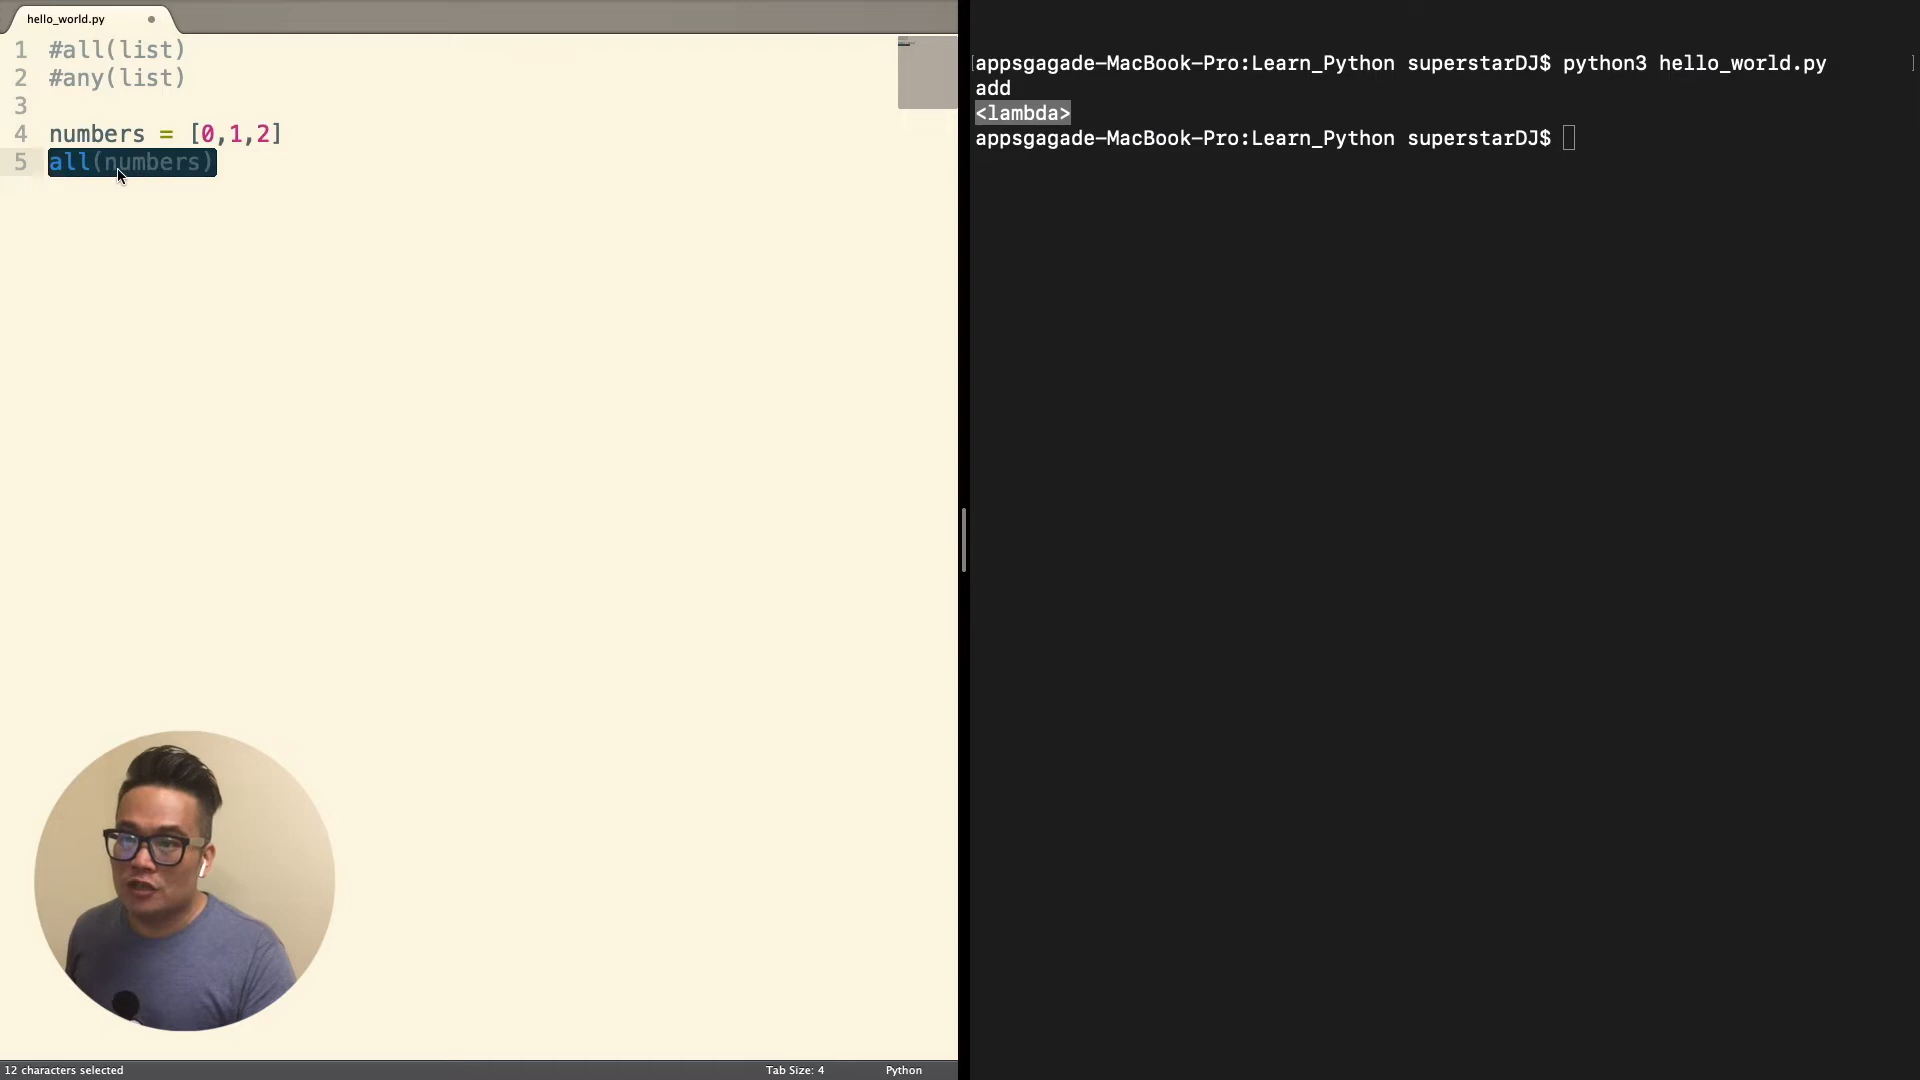 hello_world.py
1 #all(list)
2 #any(list)
3
4 numbers = [0,1,2]
5 all(numbers)
12 characters selected
Tab Size: 4
Python
appsgagade-MacBook-Pro:Learn_Python superstarDJ$ python3 hello_world.py
add
<lambda>
appsgagade-MacBook-Pro:Learn_Python superstarDJ$